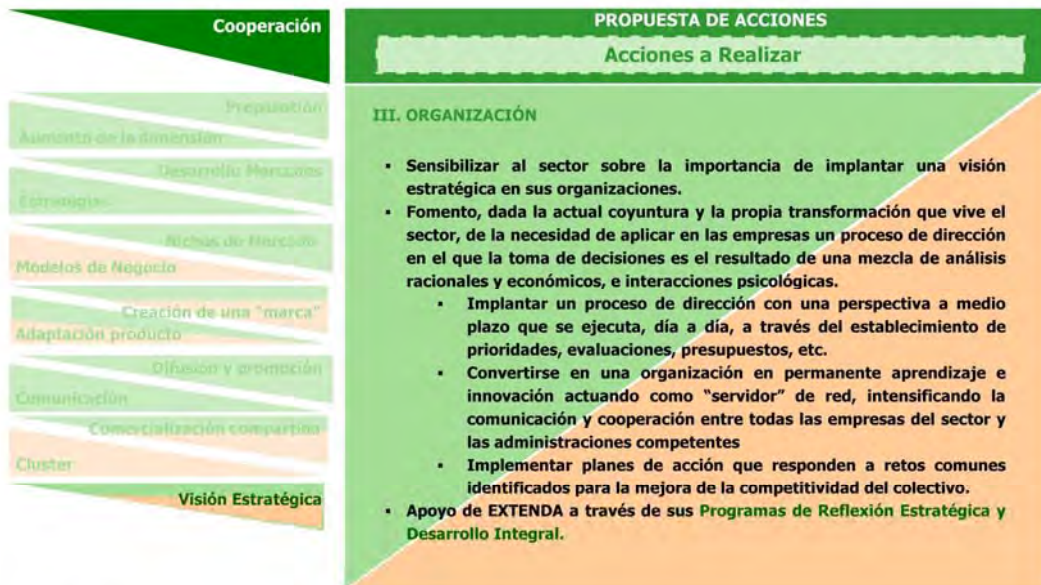 Cooperación
Preparación
Aumento de la dimensión
Desarrollo Mercados
Estrategias
Nichos de Mercado
Modelos de Negocio
Creación de una "marca"
Adaptación producto
Difusión y promoción
Comunicación
Comercialización compartida
Cluster
Visión Estratégica
PROPUESTA DE ACCIONES
Acciones a Realizar
III. ORGANIZACIÓN
▪ Sensibilizar al sector sobre la importancia de implantar una visión
estratégica en sus organizaciones.
▪ Fomento, dada la actual coyuntura y la propia transformación que vive el
sector, de la necesidad de aplicar en las empresas un proceso de dirección
en el que la toma de decisiones es el resultado de una mezcla de análisis
racionales y económicos, e interacciones psicológicas.
▪ Implantar un proceso de dirección con una perspectiva a medio
plazo que se ejecuta, día a día, a través del establecimiento de
prioridades, evaluaciones, presupuestos, etc.
▪ Convertirse en una organización en permanente aprendizaje e
innovación actuando como “servidor” de red, intensificando la
comunicación y cooperación entre todas las empresas del sector y
las administraciones competentes
▪ Implementar planes de acción que responden a retos comunes
identificados para la mejora de la competitividad del colectivo.
▪ Apoyo de EXTENDA a través de sus Programas de Reflexión Estratégica y
Desarrollo Integral.